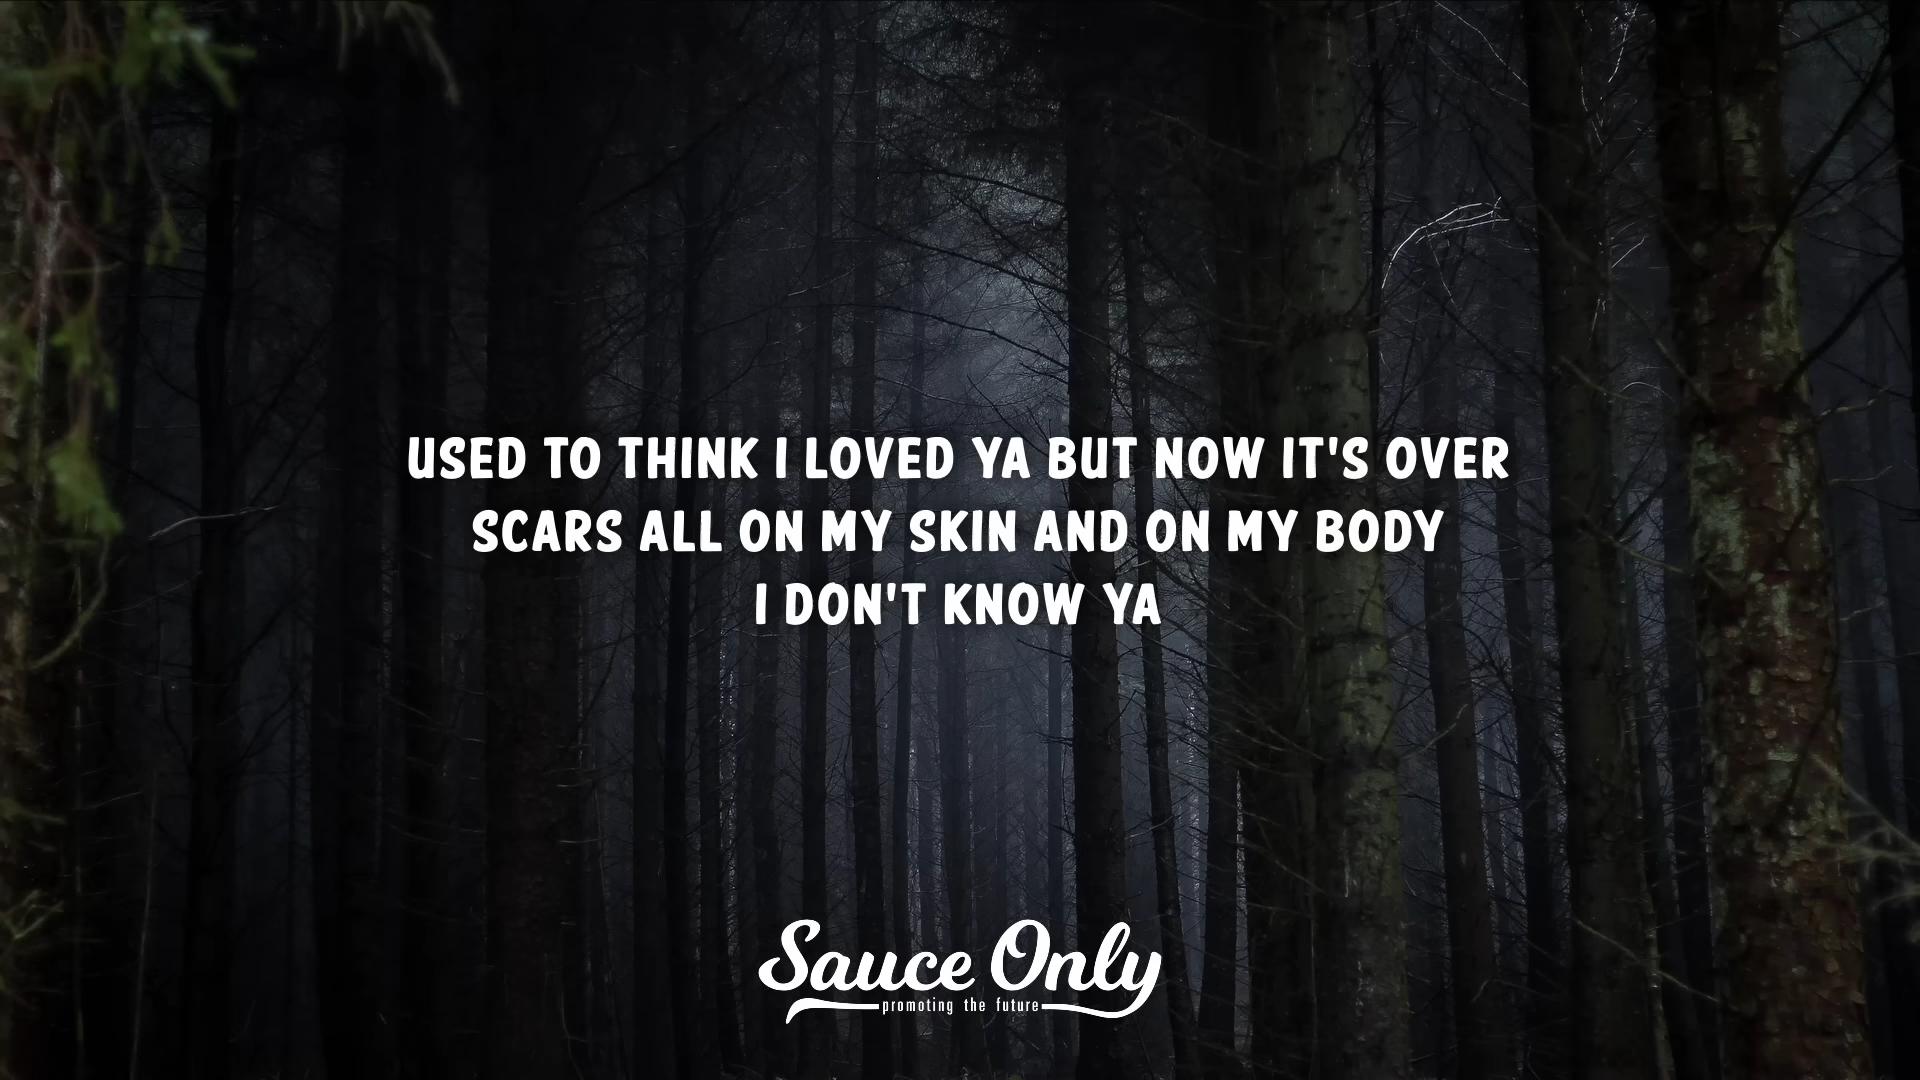 USED TO THINK I LOVED YA BUT NOW IT'S OVER
SCARS ALL ON MY SKIN AND ON MY BODY
I DON'T KNOW YA
Sauce Only
promoting the future